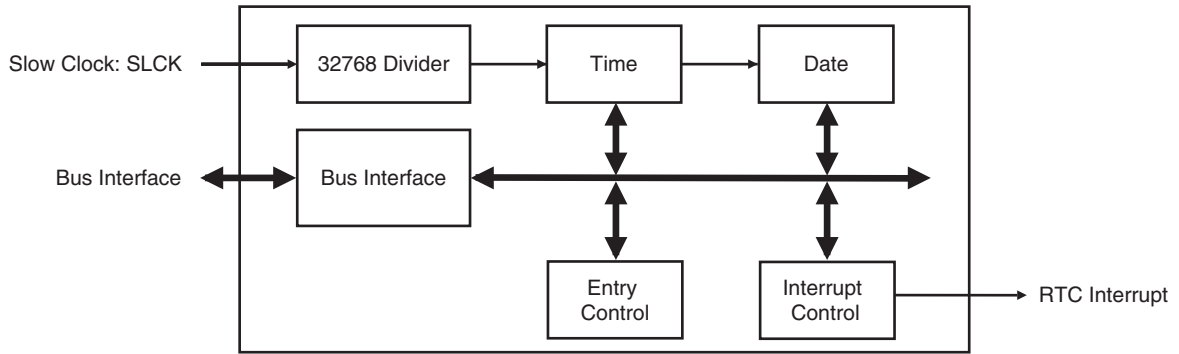 Slow Clock: SLCK
32768 Divider
Time
Date
Bus Interface
Bus Interface
Entry
Control
Interrupt
Control
RTC Interrupt